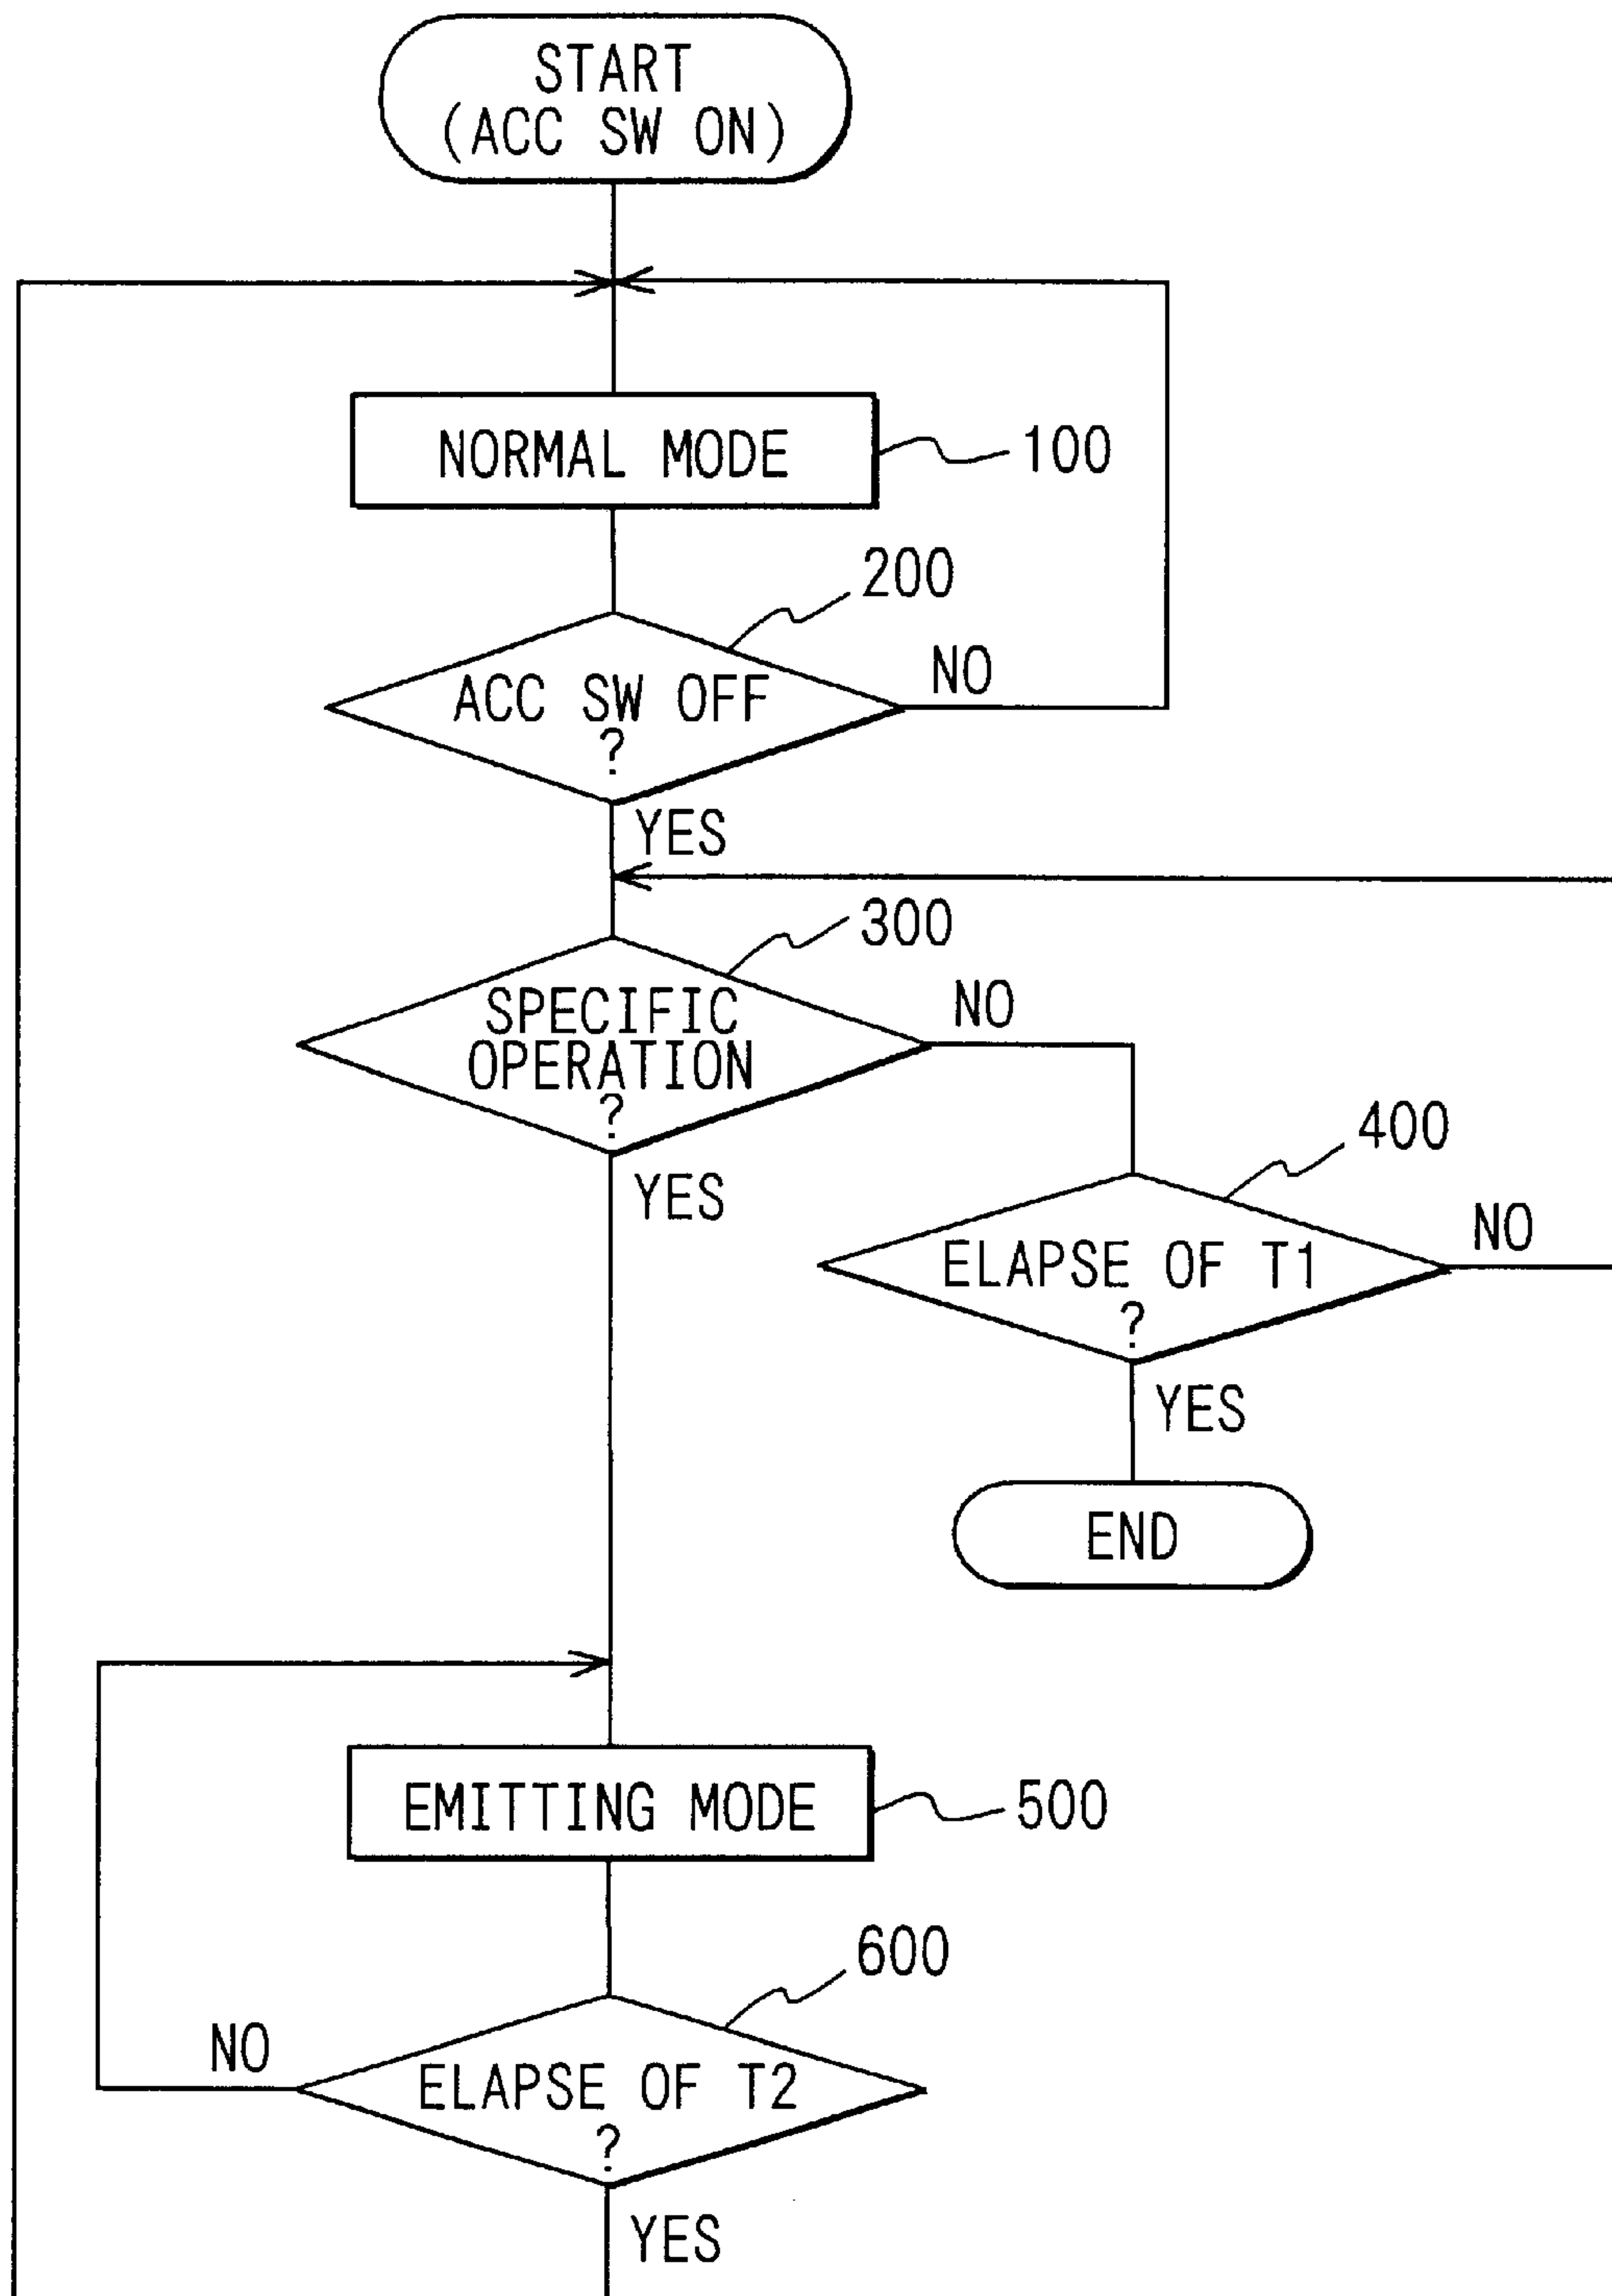 START
(ACC SW ON)
NORMAL MODE
100
200
ACC SW OFF
?
NO
YES
300
SPECIFIC
OPERATION
?
NO
YES
400
ELAPSE OF T1
?
NO
YES
END
EMITTING MODE
500
600
NO
ELAPSE OF T2
?
YES